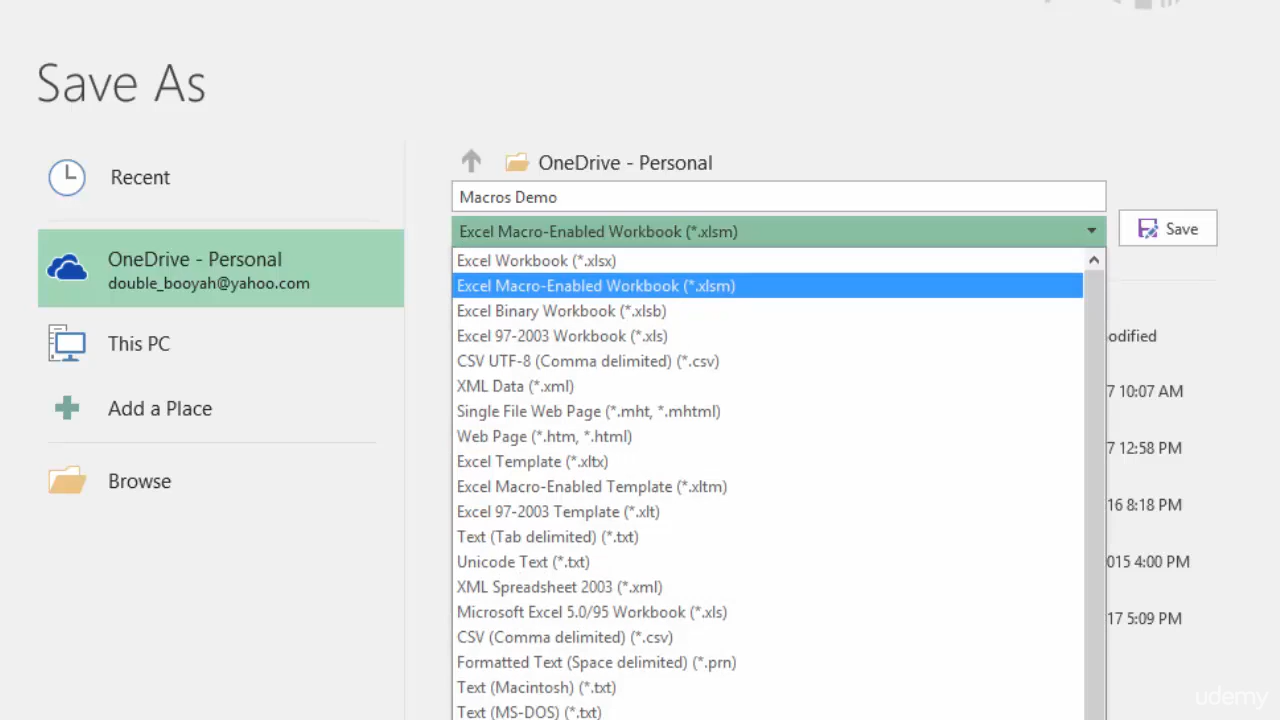 Save As
Recent
OneDrive - Personal
double_booyah@yahoo.com
This PC
Add a Place
Browse
OneDrive - Personal
Macros Demo
Excel Macro-Enabled Workbook (*.xlsm)
Save
Excel Workbook (*.xlsx)
Excel Macro-Enabled Workbook (*.xlsm)
Excel Binary Workbook (*.xlsb)
Excel 97-2003 Workbook (*.xls)
CSV UTF-8 (Comma delimited) (*.csv)
XML Data (*.xml)
Single File Web Page (*.mht, *.mhtml)
Web Page (*.htm, *.html)
Excel Template (*.xltx)
Excel Macro-Enabled Template (*.xltm)
Excel 97-2003 Template (*.xlt)
Text (Tab delimited) (*.txt)
Unicode Text (*.txt)
XML Spreadsheet 2003 (*.xml)
Microsoft Excel 5.0/95 Workbook (*.xls)
CSV (Comma delimited) (*.csv)
Formatted Text (Space delimited) (*.prn)
Text (Macintosh) (*.txt)
Text (MS-DOS) (*.txt)
odified
7 10:07 AM
7 12:58 PM
16 8:18 PM
015 4:00 PM
17 5:09 PM
udemy